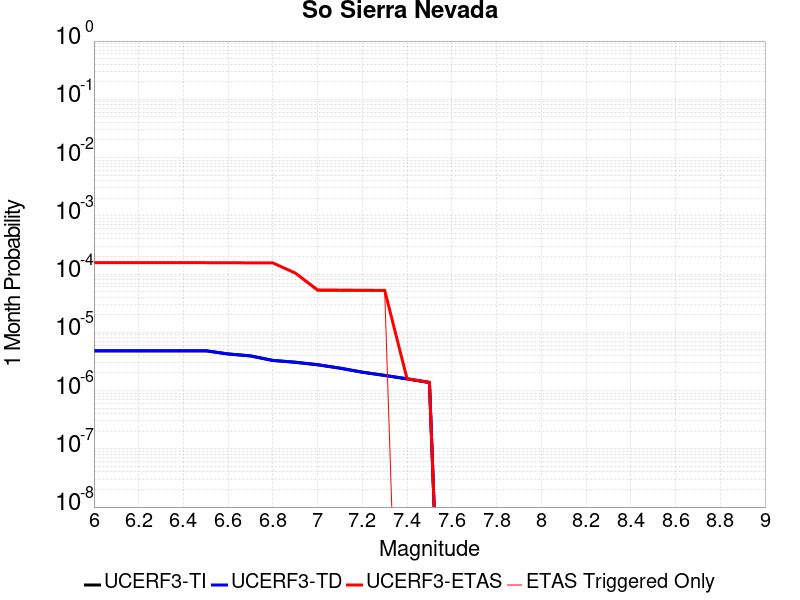 So Sierra Nevada
10 0
10 -1
10 -2
10 -3
10 -4
10 -5
10 -6
10 -7
10 -8
1 Month Probability
6 6.2 6.4 6.6 6.8 7 7.2 7.4 7.6 7.8 8 8.2 8.4 8.6 8.8 9
Magnitude
UCERF3-TI UCERF3-TD UCERF3-ETAS ETAS Triggered Only